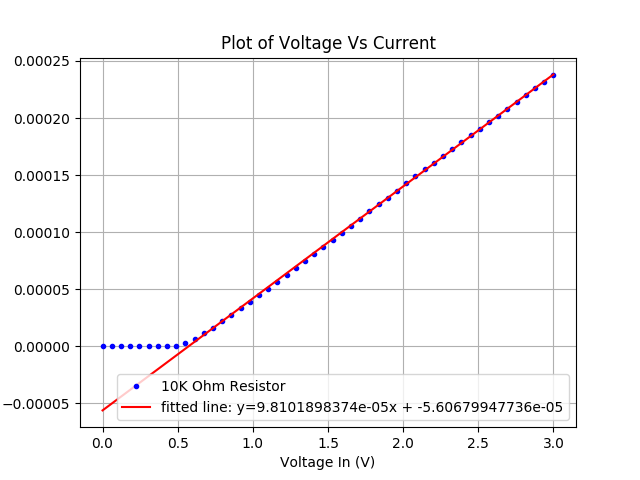 Plot of Voltage Vs Current
0.00025
0.00020
0.00015
0.00010
0.00005
0.00000
−0.00005
10K Ohm Resistor
fitted line: y=9.8101898374e-05x + -5.60679947736e-05
0.0 0.5 1.0 1.5 2.0 2.5 3.0
Voltage In (V)